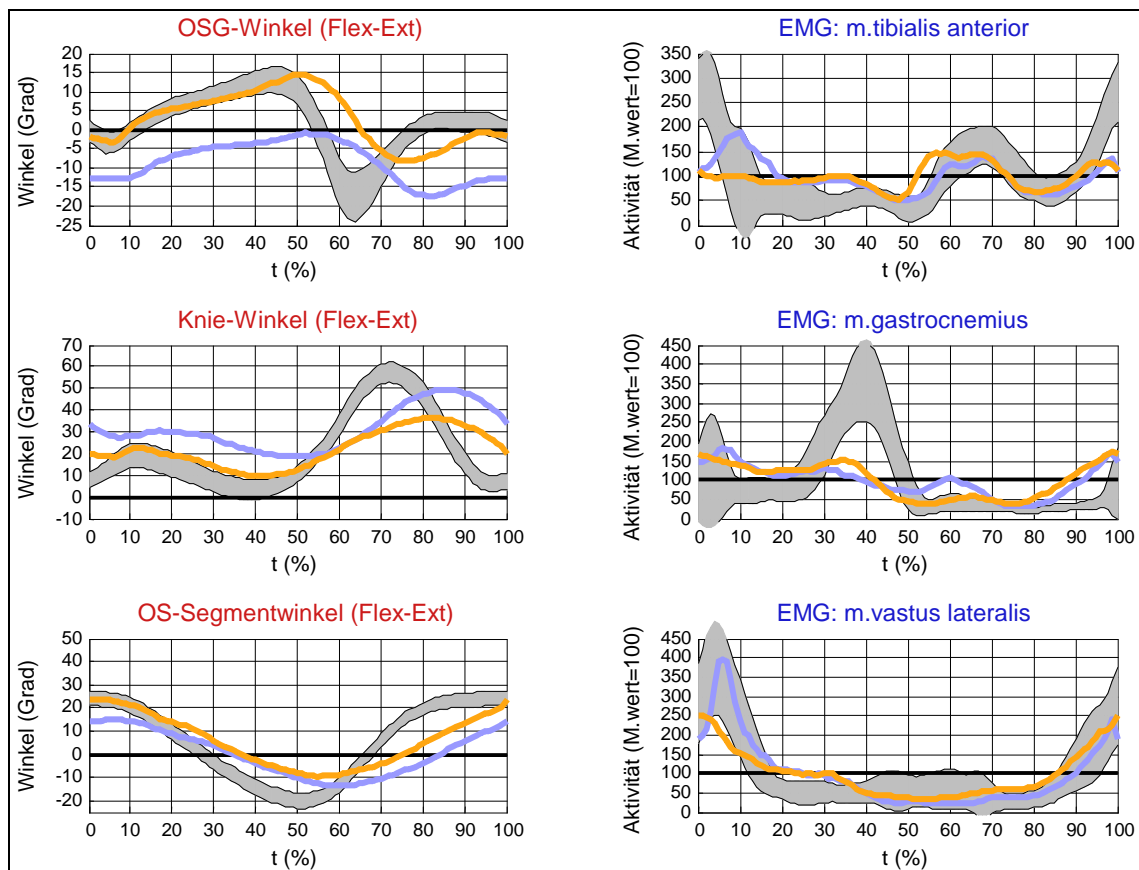 OSG-Winkel (Flex-Ext)
Winkel (Grad)
20
15
10
5
0
-5
-10
-15
-20
-25
0 10 20 30 40 50 60 70 80 90 100
t (%)
EMG: m.tibialis anterior
Aktivität (M.wert=100)
350
300
250
200
150
100
50
0
0 10 20 30 40 50 60 70 80 90 100
t (%)
Knie-Winkel (Flex-Ext)
Winkel (Grad)
70
60
50
40
30
20
10
0
-10
0 10 20 30 40 50 60 70 80 90 100
t (%)
EMG: m.gastrocnemius
Aktivität (M.wert=100)
450
400
350
300
250
200
150
100
50
0
0 10 20 30 40 50 60 70 80 90 100
t (%)
OS-Segmentwinkel (Flex-Ext)
Winkel (Grad)
50
40
30
20
10
0
-10
-20
0 10 20 30 40 50 60 70 80 90 100
t (%)
EMG: m.vastus lateralis
Aktivität (M.wert=100)
450
400
350
300
250
200
150
100
50
0
0 10 20 30 40 50 60 70 80 90 100
t (%)